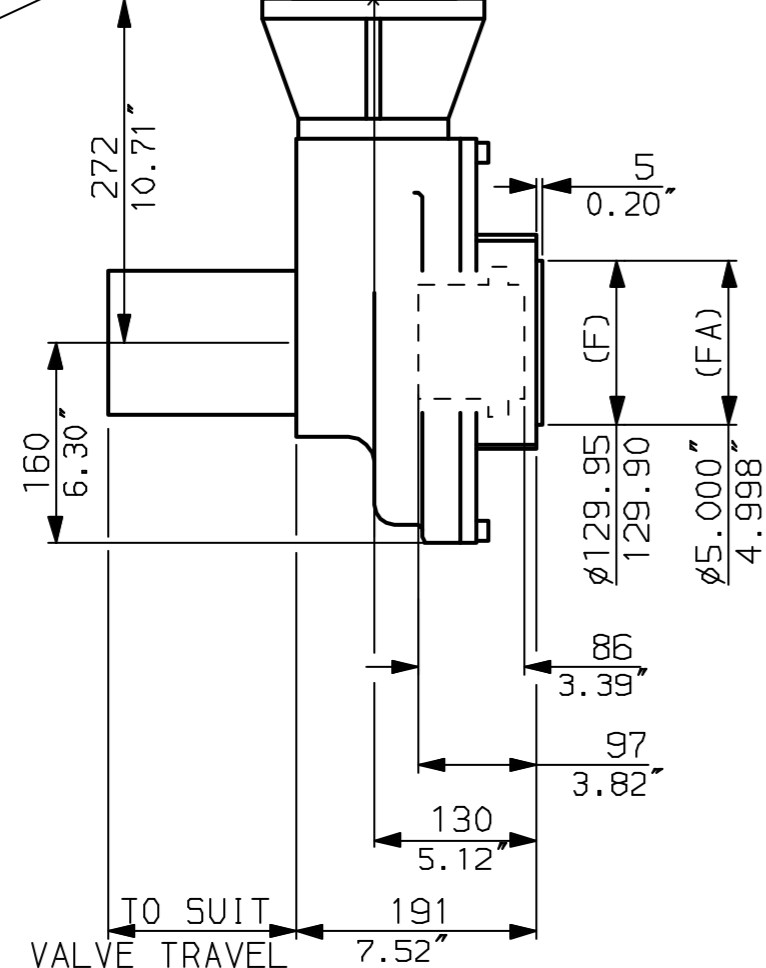 272
10.71"
5
0.20"
(F)
(FA)
160
6.30"
ø129.95
129.90
ø5.000"
4.998"
86
3.39"
97
3.82"
130
5.12"
TO SUIT
VALVE TRAVEL
191
7.52"